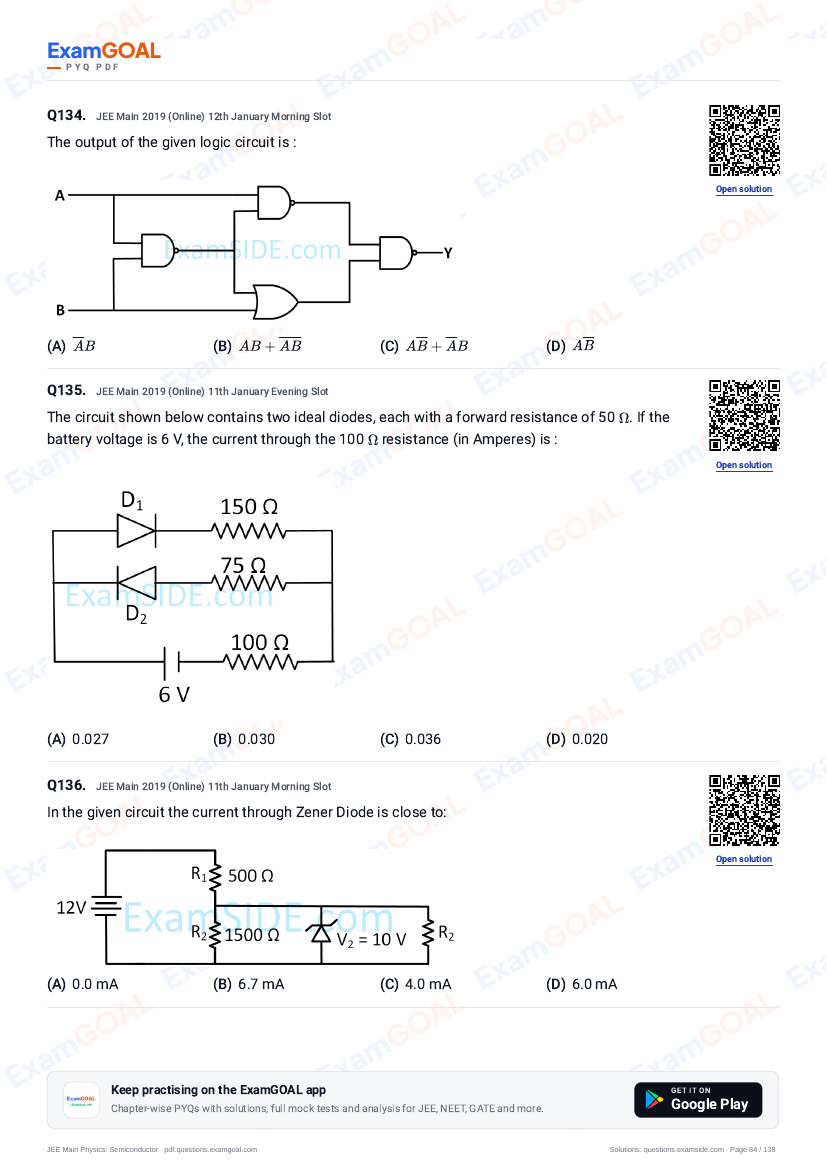 ExamGOAL
PYQ PDF
Q134. JEE Main 2019 (Online) 12th January Morning Slot
The output of the given logic circuit is :
Open solution
A
ExamSIDE.com
Y
B
(A) A̅B (B) AB + A̅B̅ (C) AB̅ + A̅B (D) AB̅
Q135. JEE Main 2019 (Online) 11th January Evening Slot
The circuit shown below contains two ideal diodes, each with a forward resistance of 50 Ω. If the
battery voltage is 6 V, the current through the 100 Ω resistance (in Amperes) is :
Open solution
D₁ 150 Ω
75 Ω
ExamSIDE.com
D₂
100 Ω
6 V
(A) 0.027 (B) 0.030 (C) 0.036 (D) 0.020
Q136. JEE Main 2019 (Online) 11th January Morning Slot
In the given circuit the current through Zener Diode is close to:
Open solution
R₁ 500 Ω
12V
ExamSIDE.com
R₂ 1500 Ω V₂ = 10 V R₂
(A) 0.0 mA (B) 6.7 mA (C) 4.0 mA (D) 6.0 mA
ExamGOAL
Keep practising on the ExamGOAL app
Chapter-wise PYQs with solutions, full mock tests and analysis for JEE, NEET, GATE and more.
GET IT ON
Google Play
JEE Main Physics: Semiconductor · pdf.questions.examgoal.com
Solutions: questions.examside.com · Page 84 / 138